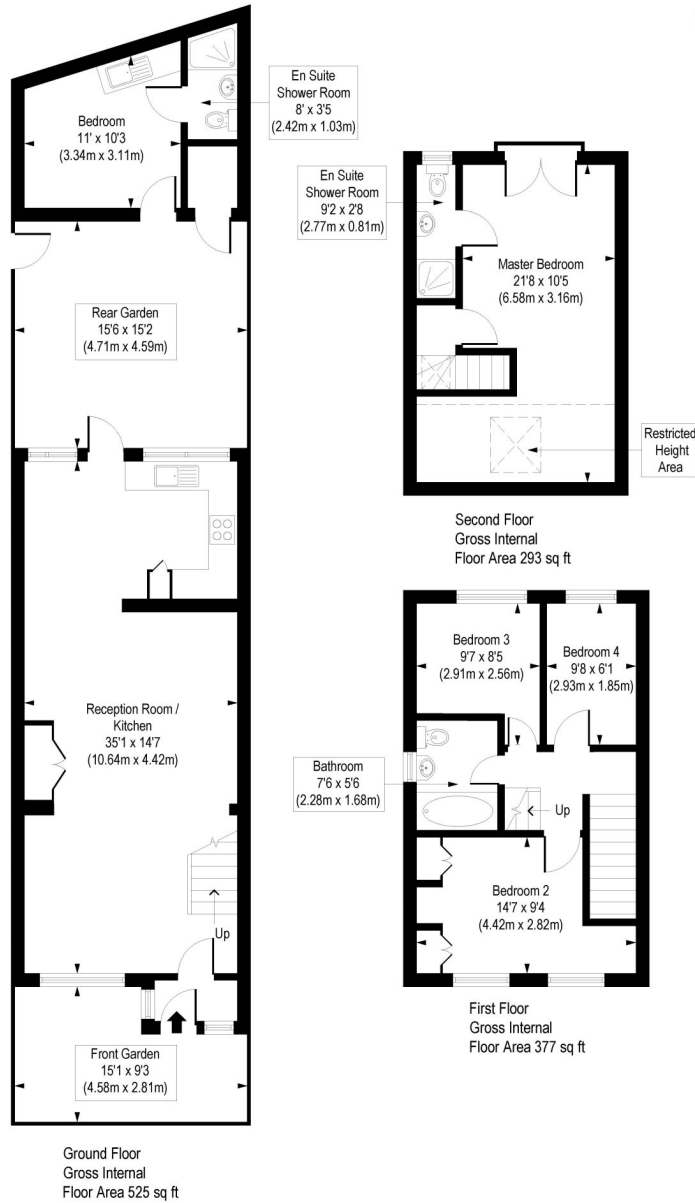 En Suite
Shower Room
8' x 3'5
(2.42m x 1.03m)
Bedroom
11' x 10'3
(3.34m x 3.11m)
Rear Garden
15'6 x 15'2
(4.71m x 4.59m)
Reception Room /
Kitchen
35'1 x 14'7
(10.64m x 4.42m)
Up
Front Garden
15'1 x 9'3
(4.58m x 2.81m)
Ground Floor
Gross Internal
Floor Area 525 sq ft
En Suite
Shower Room
9'2 x 2'8
(2.77m x 0.81m)
Master Bedroom
21'8 x 10'5
(6.58m x 3.16m)
Restricted
Height
Area
Second Floor
Gross Internal
Floor Area 293 sq ft
Bedroom 3
9'7 x 8'5
(2.91m x 2.56m)
Bedroom 4
9'8 x 6'1
(2.93m x 1.85m)
Bathroom
7'6 x 5'6
(2.28m x 1.68m)
Up
Bedroom 2
14'7 x 9'4
(4.42m x 2.82m)
First Floor
Gross Internal
Floor Area 377 sq ft